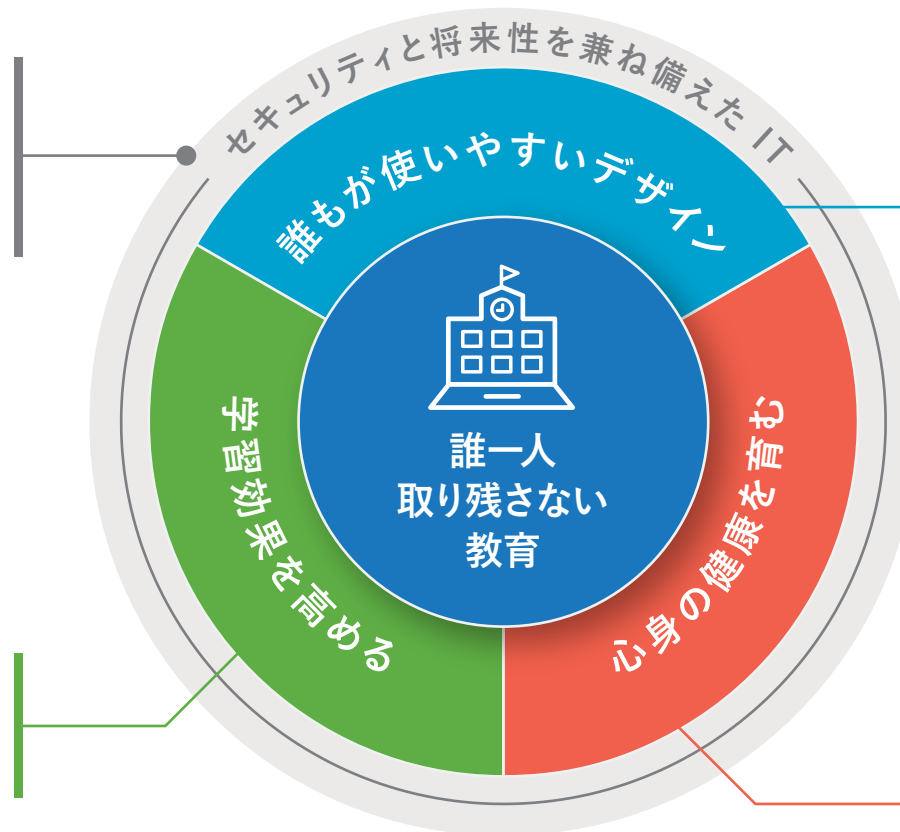 セキュリティと将来性を兼ね備えた IT
誰もが使いやすいデザイン
学習効果を高める
心身の健康を育む
誰一人
取り残さない
教育